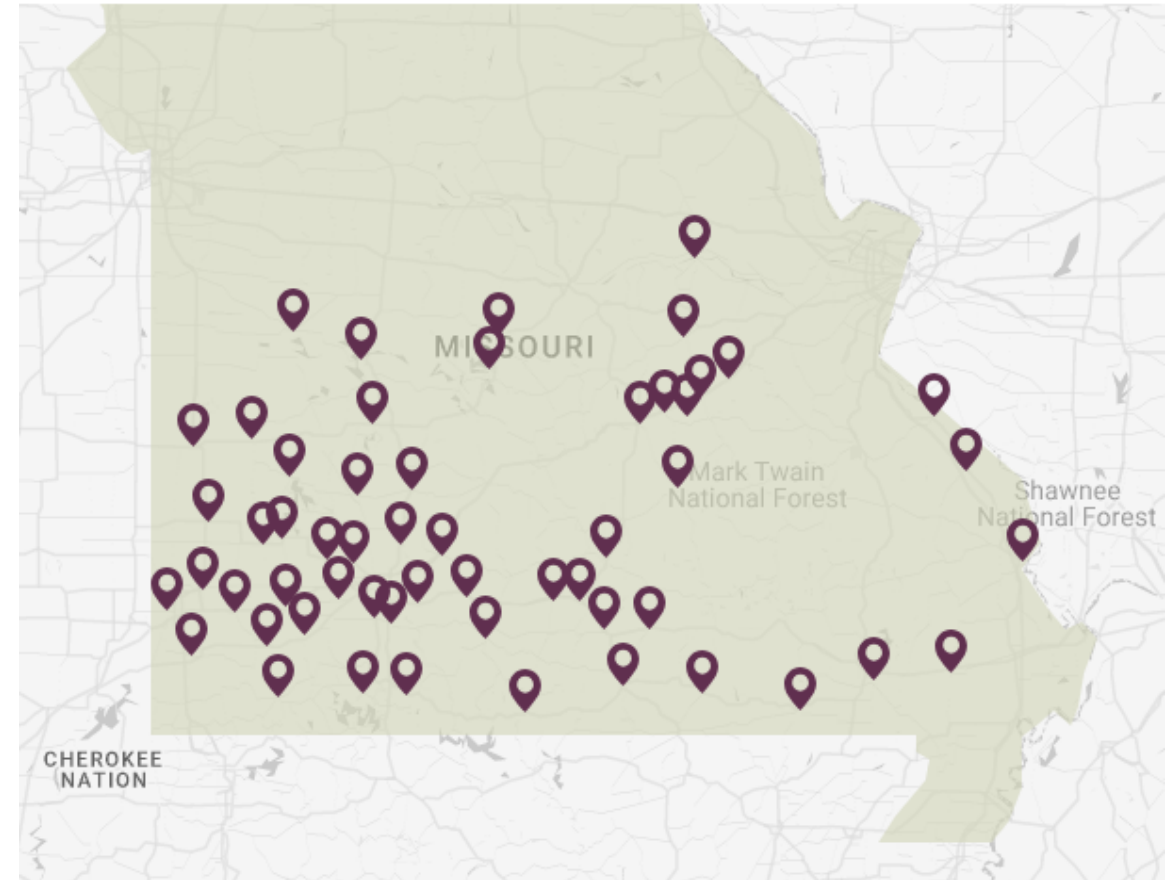 MISSOURI
Mark Twain
National Forest
Shawnee
National Forest
CHEROKEE
NATION